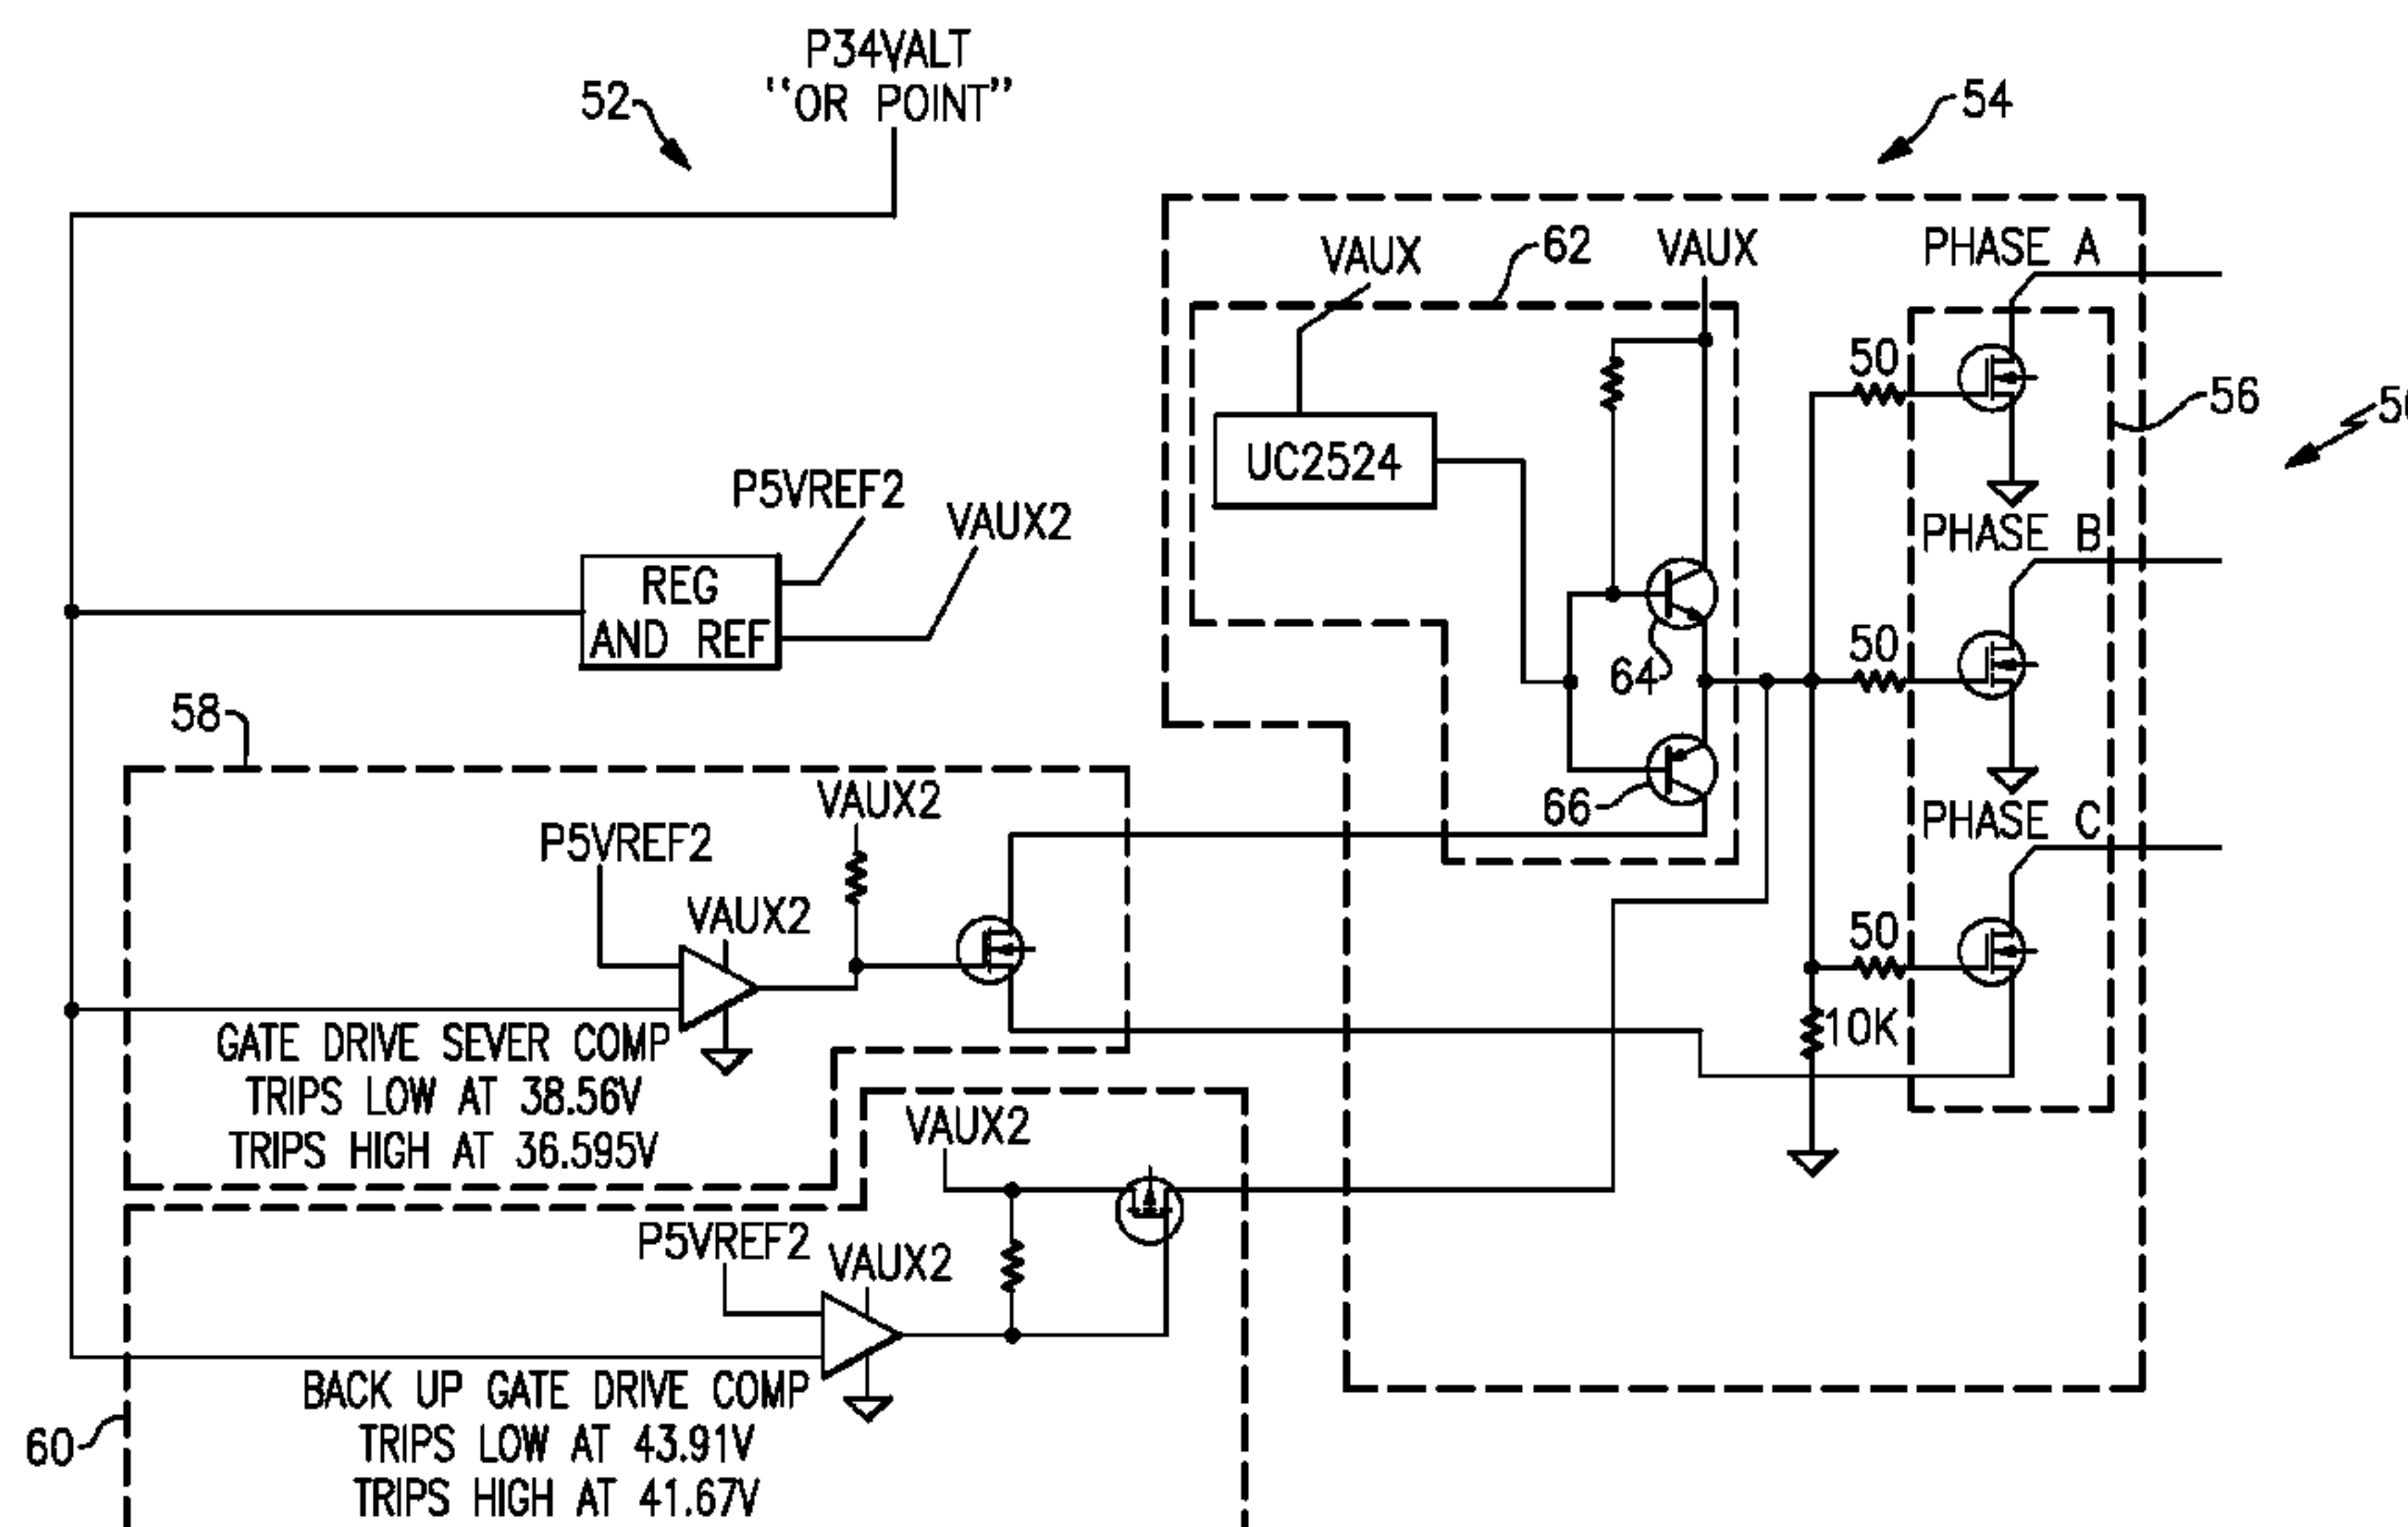 P34VALT
"OR POINT"
52
54
VAUX
62
VAUX
PHASE A
50
56
UC2524
P5VREF2
VAUX2
REG
AND REF
PHASE B
50
64
58
VAUX2
66
PHASE C
P5VREF2
VAUX2
50
10K
GATE DRIVE SEVER COMP
TRIPS LOW AT 38.56V
TRIPS HIGH AT 36.595V
VAUX2
P5VREF2
VAUX2
BACK UP GATE DRIVE COMP
60
TRIPS LOW AT 43.91V
TRIPS HIGH AT 41.67V